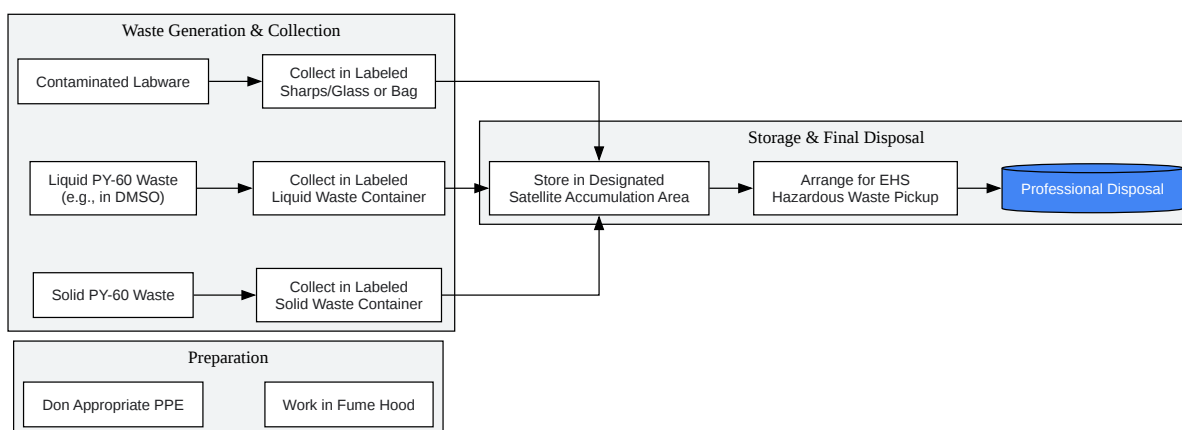 Waste Generation & Collection
Contaminated Labware
Collect in Labeled
Sharps/Glass or Bag
Liquid PY-60 Waste
(e.g., in DMSO)
Collect in Labeled
Liquid Waste Container
Solid PY-60 Waste
Collect in Labeled
Solid Waste Container
Storage & Final Disposal
Store in Designated
Satellite Accumulation Area
Arrange for EHS
Hazardous Waste Pickup
Professional Disposal
Preparation
Don Appropriate PPE
Work in Fume Hood